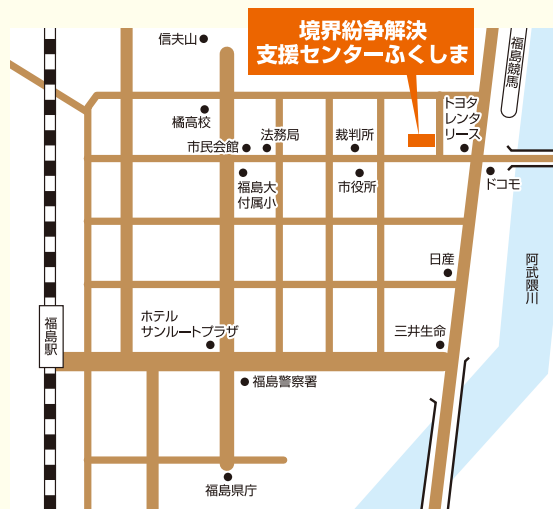 境界紛争解決
支援センターふくしま
信夫山
福島競馬
橘高校
トヨタ
レンタ
リース
市民会館
法務局
裁判所
福島大
付属小
市役所
ドコモ
日産
阿武隈川
ホテル
サンルートプラザ
福島駅
三井生命
福島警察署
福島県庁